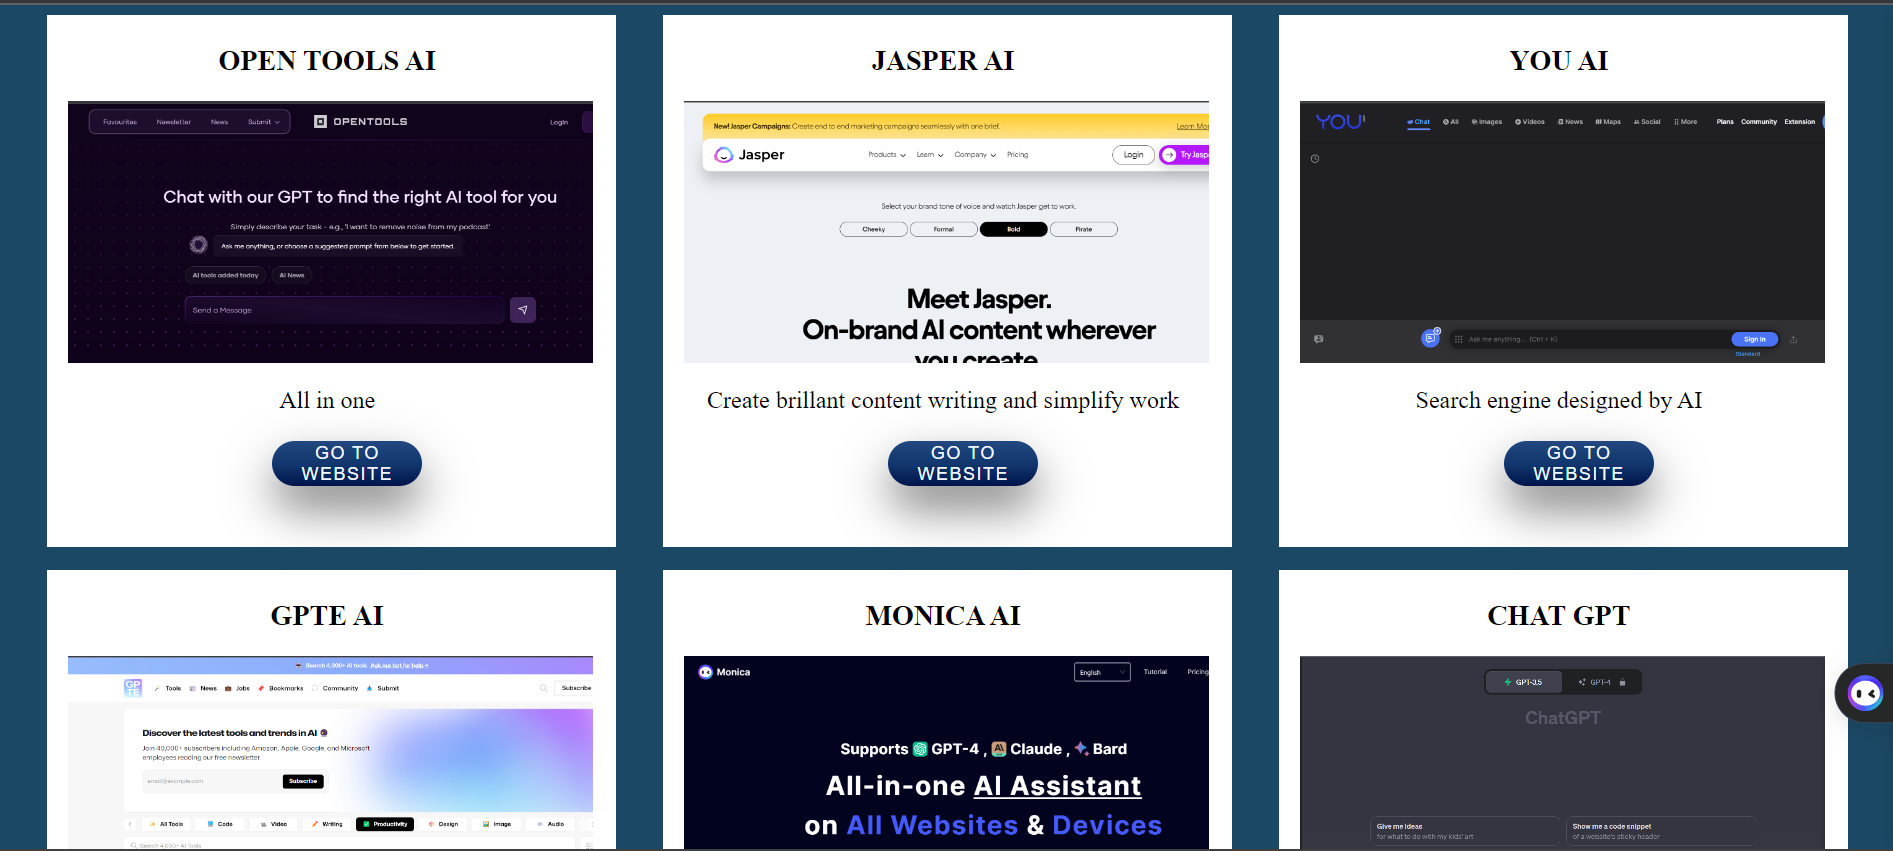 OPEN TOOLS AI
Favourites Newsletter News Submit OPENTOOLS Login
Chat with our GPT to find the right AI tool for you
Simply describe your task - e.g., 'I want to remove noise from my podcast'
Ask me anything, or choose a suggested prompt from below to get started.
AI tools added today AI News
Send a Message
All in one
GO TO
WEBSITE
JASPER AI
New! Jasper Campaigns: Create end to end marketing campaigns seamlessly with one brief. Learn Mor
Jasper Products Learn Company Pricing Login Try Jaspe
Select your brand tone of voice and watch Jasper get to work.
Cheeky Formal Bold Pirate
Meet Jasper.
On-brand AI content wherever
you create
Create brillant content writing and simplify work
GO TO
WEBSITE
YOU AI
YOU Chat All Images Videos News Maps Social More Plans Community Extension
Ask me anything... (Ctrl + K) Sign In
Standard
Search engine designed by AI
GO TO
WEBSITE
GPTE AI
Search 4,000+ AI tools Ask our bot for help →
GP
TE
Tools News Jobs Bookmarks Community Submit Subscribe
Discover the latest tools and trends in AI
Join 40,000+ subscribers including Amazon, Apple, Google, and Microsoft
employees reading our free newsletter.
email@example.com Subscribe
All Tools Code Video Writing Productivity Design Image Audio
Search 4,000+ AI Tools
MONICA AI
Monica English Tutorial Pricing
Supports GPT-4 , Claude , Bard
All-in-one AI Assistant
on All Websites & Devices
CHAT GPT
GPT-3.5 GPT-4
ChatGPT
Give me ideas
for what to do with my kids' art
Show me a code snippet
of a website's sticky header